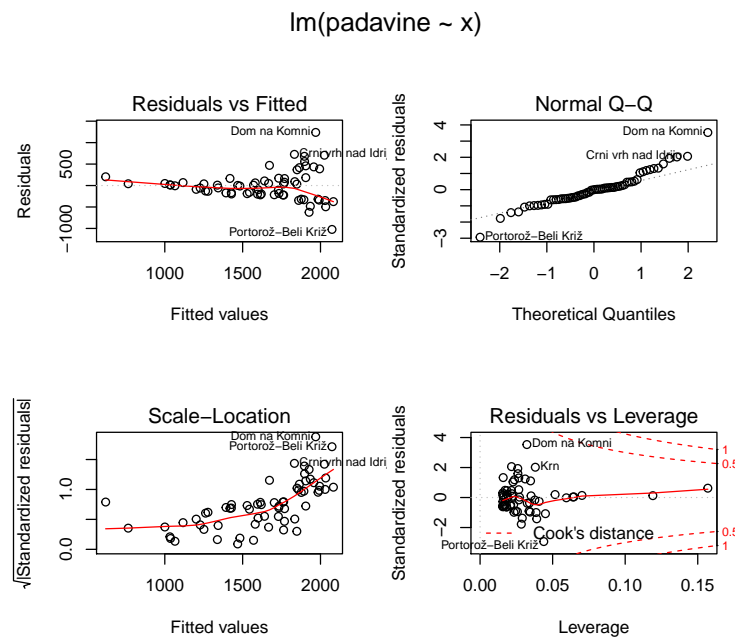 lm(padavine ~ x)
Residuals vs Fitted
Residuals
500
−1000
1000
1500
2000
Fitted values
Dom na Komni
Crni vrh nad Idrij
Portorož−Beli Križ
Normal Q−Q
Standardized residuals
4
2
0
−3
−2
−1
0
1
2
Theoretical Quantiles
Dom na Komni
Crni vrh nad Idrijo
Portorož−Beli Križ
Scale−Location
√|Standardized residuals|
1.0
0.0
1000
1500
2000
Fitted values
Dom na Komni
Portorož−Beli Križ
Crni vrh nad Idrij
Residuals vs Leverage
Standardized residuals
4
2
0
−2
0.00
0.05
0.10
0.15
Leverage
Dom na Komni
Krn
Portorož−Beli Križ
Cook's distance
1
0.5
0.5
1